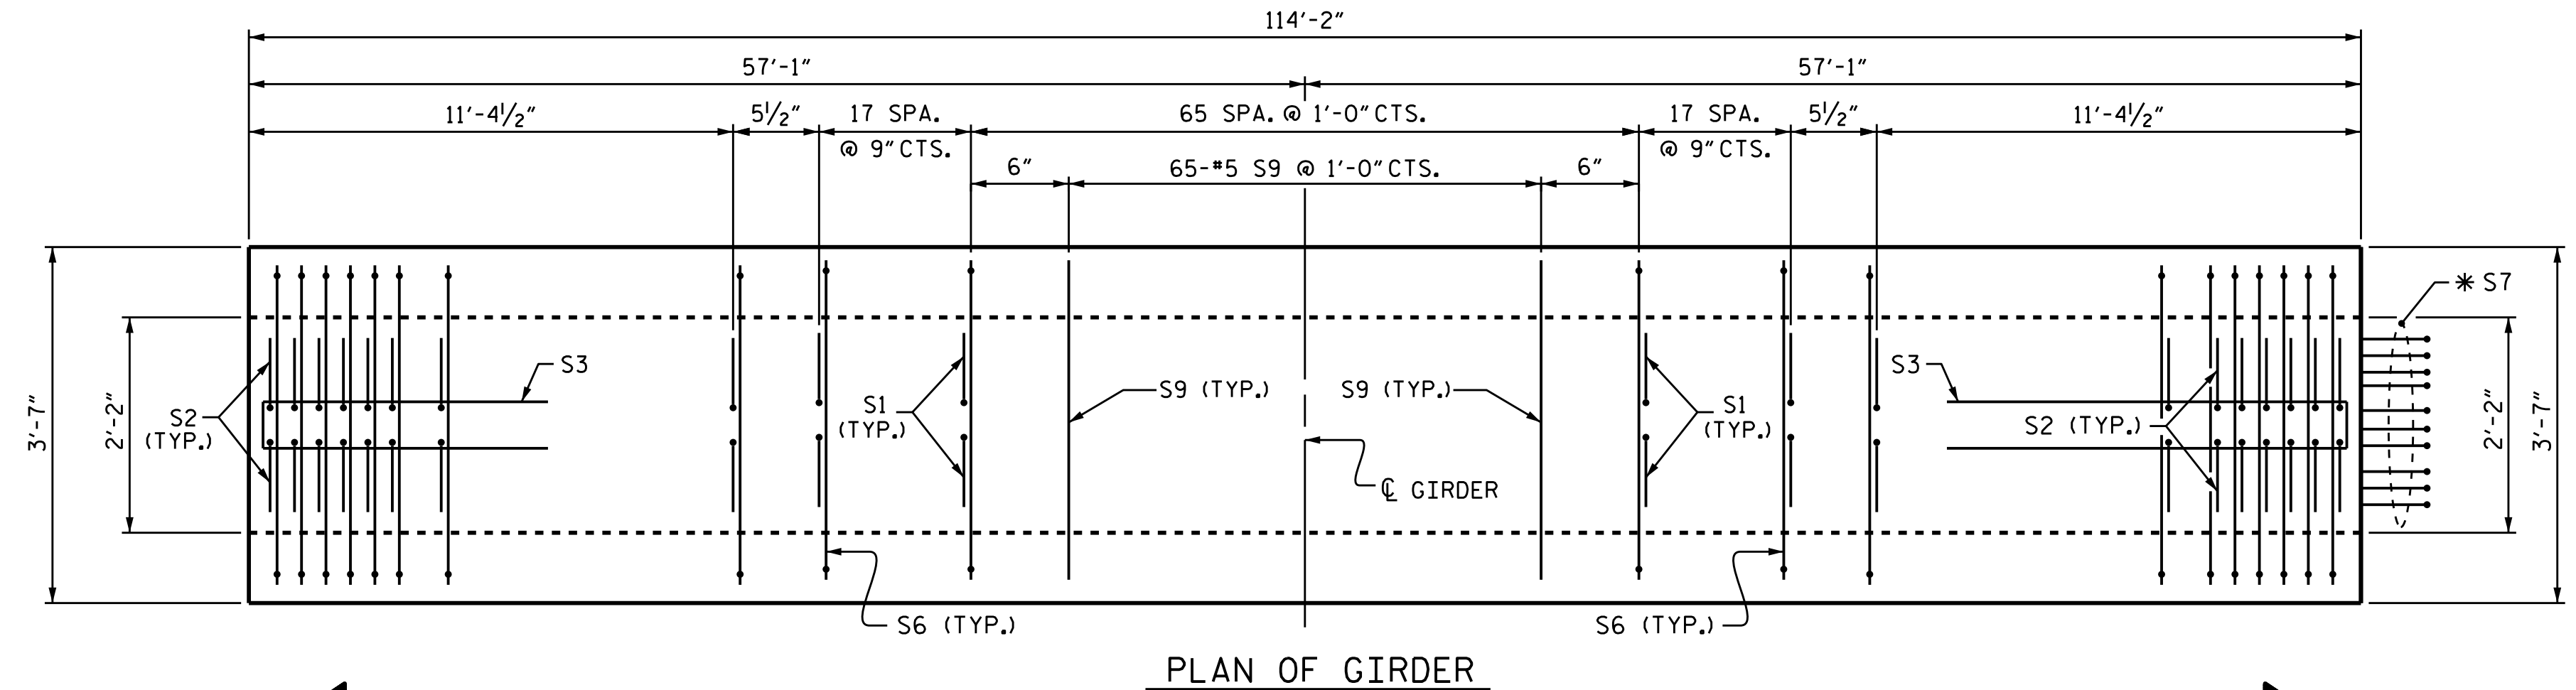 114'-2"
57'-1" 57'-1"
11'-4½" 5½" 17 SPA. 65 SPA. @ 1'-0" CTS. 17 SPA. 5½" 11'-4½"
@ 9" CTS. @ 9" CTS.
6" 65-#5 S9 @ 1'-0" CTS. 6"
✳ S7
S3 S3
S9 (TYP.) S9 (TYP.)
3'-7" 2'-2" S2 S1 S1 S2 (TYP.) 2'-2" 3'-7"
(TYP.) (TYP.) (TYP.)
℄ GIRDER
S6 (TYP.) S6 (TYP.)
PLAN OF GIRDER